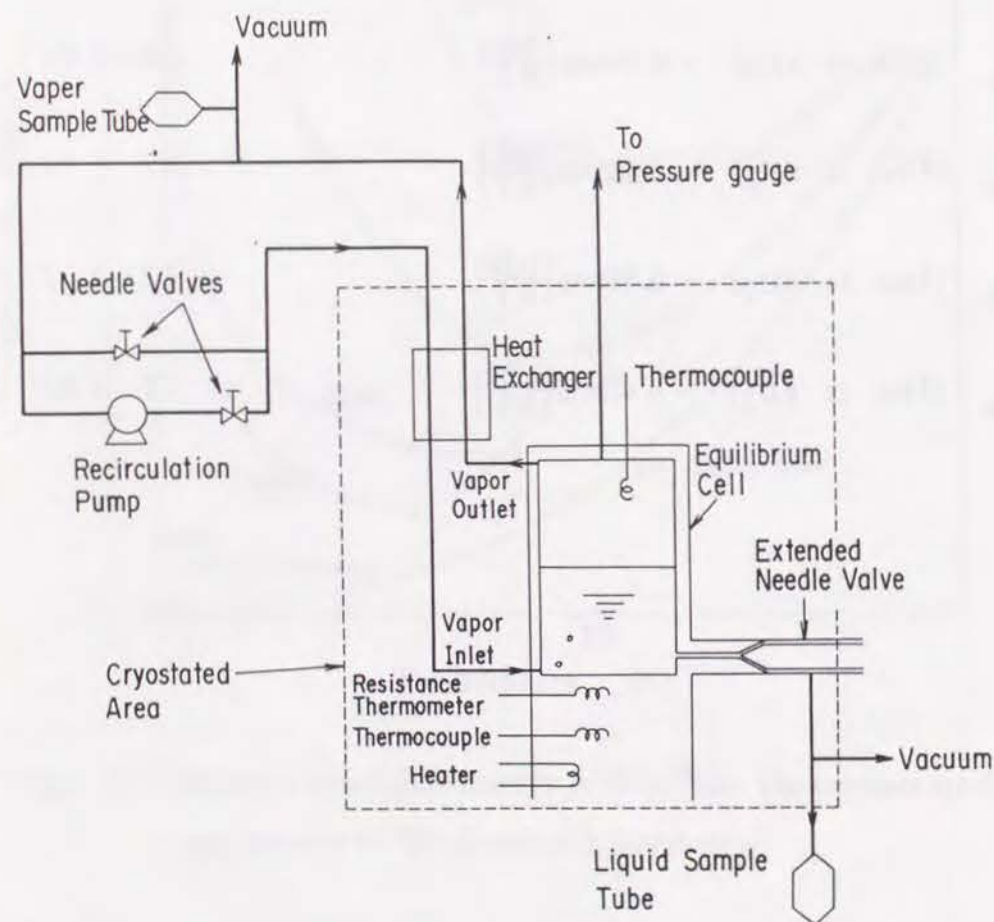 Vacuum
Vaper
Sample Tube
To
Pressure gauge
Needle Valves
Heat
Exchanger
Thermocouple
Recirculation
Pump
Vapor
Outlet
Equilibrium
Cell
Extended
Needle Valve
Vapor
Inlet
Cryostated
Area
Resistance
Thermometer
Thermocouple
Heater
Vacuum
Liquid Sample
Tube